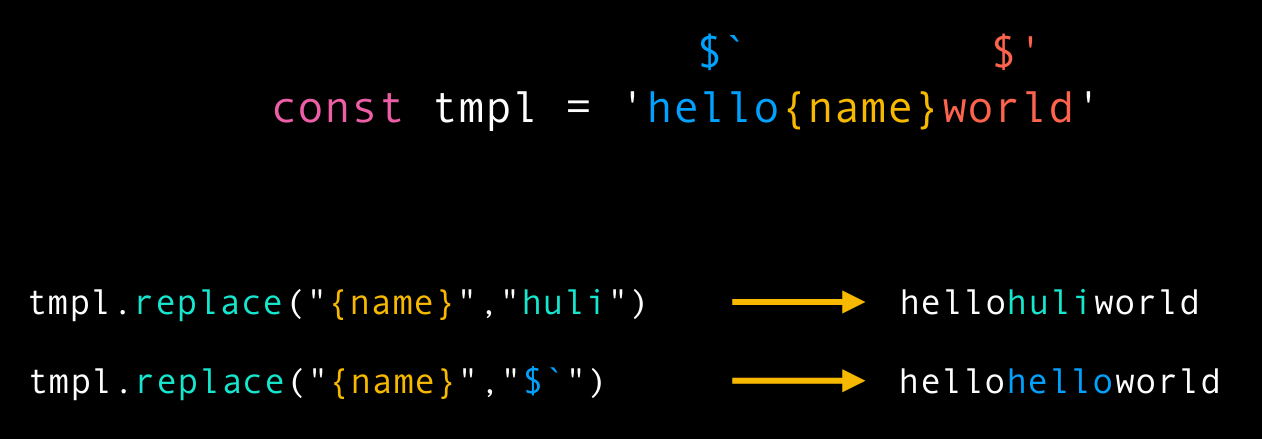 $` $'
const tmpl = 'hello{name}world'
tmpl.replace("{name}","huli") hellohuliworld
tmpl.replace("{name}","$`") hellohelloworld